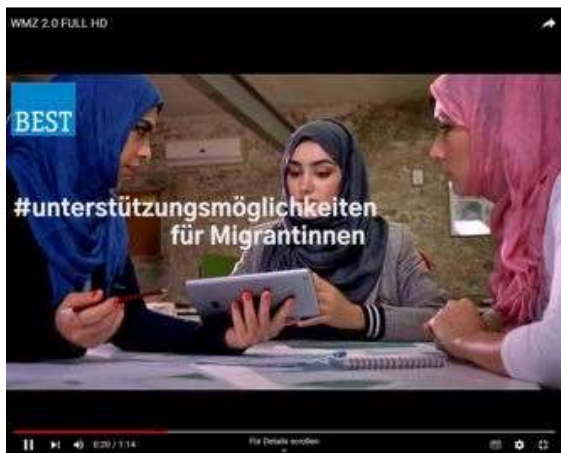 WMZ 2.0 FULL HD
BEST
#unterstützungsmöglichkeiten
für Migrantinnen
0:20 / 1:14
Für Details scrollen